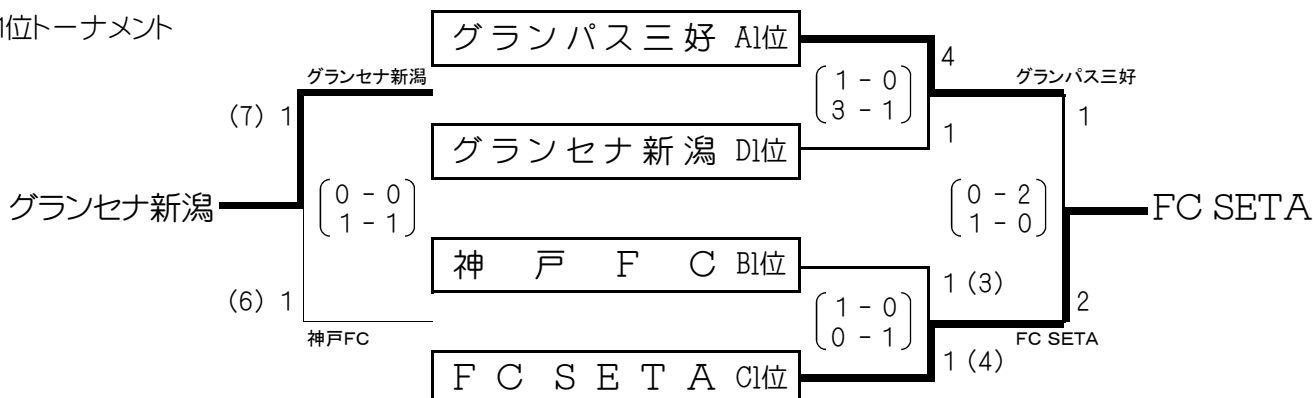 位トーナメント
グランパス三好 A1位
4
グランセナ新潟
グランパス三好
(7) 1
1 - 0
3 - 1
1
グランセナ新潟 D1位
1
グランセナ新潟
0 - 0
1 - 1
0 - 2
1 - 0
FC SETA
神戸FC B1位
1 (3)
(6) 1
1 - 0
0 - 1
2
神戸FC
FC SETA
FC SETA C1位
1 (4)